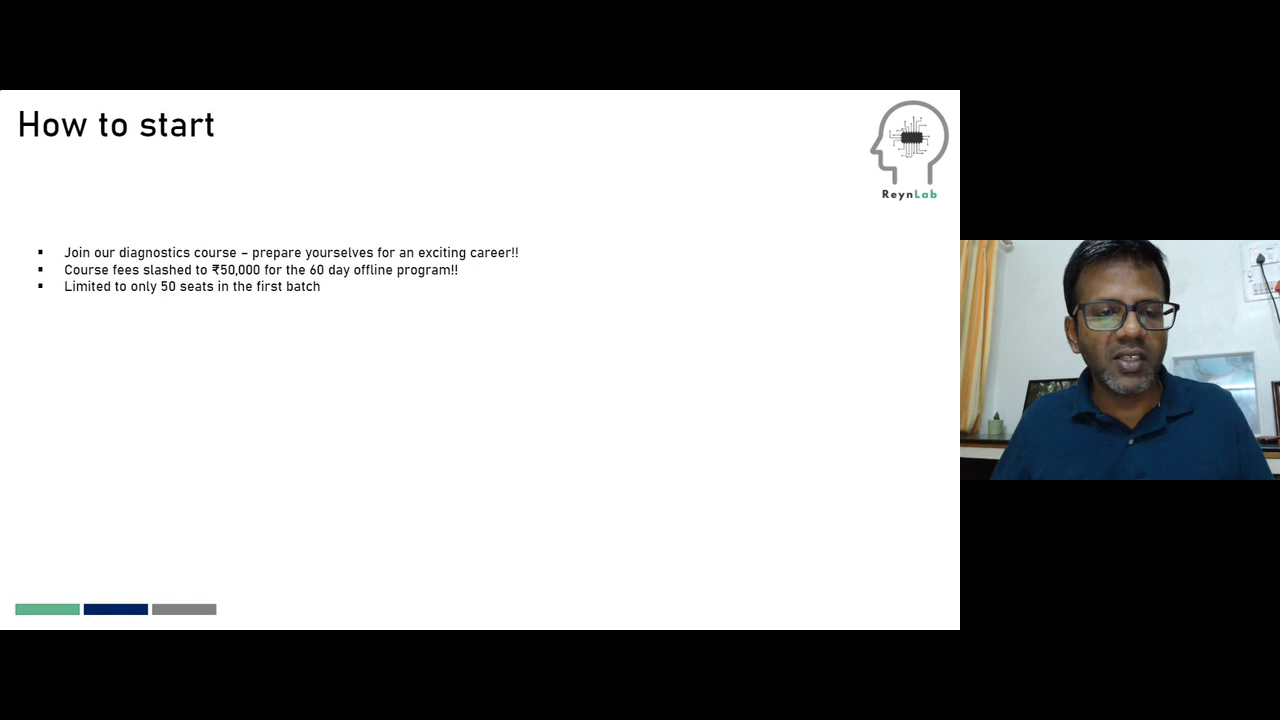 How to start
ReynLab
▪ Join our diagnostics course – prepare yourselves for an exciting career!!
▪ Course fees slashed to ₹50,000 for the 60 day offline program!!
▪ Limited to only 50 seats in the first batch